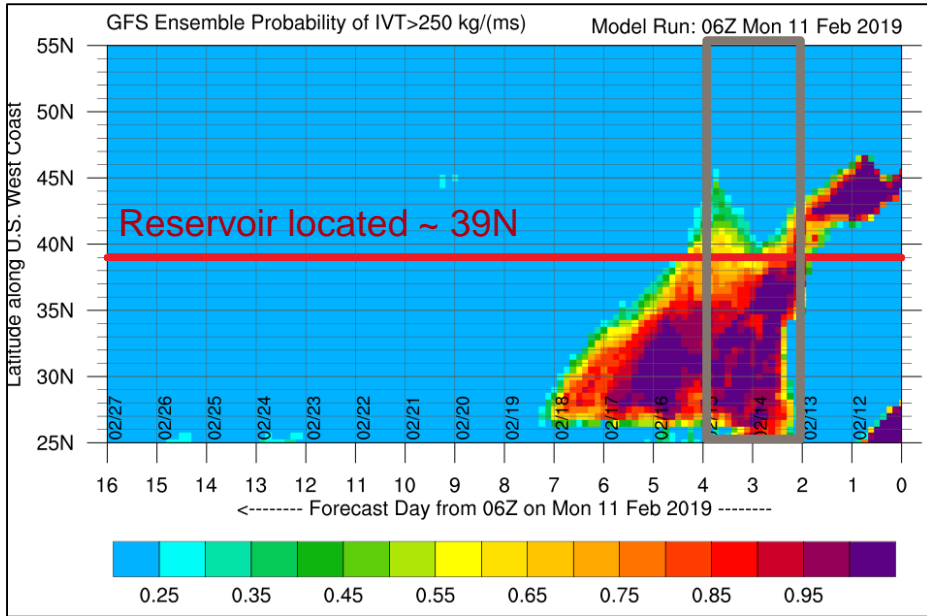 GFS Ensemble Probability of IVT>250 kg/(ms)
Model Run: 06Z Mon 11 Feb 2019
Latitude along U.S. West Coast
55N
50N
45N
40N
35N
30N
25N
Reservoir located ~ 39N
02/27
02/26
02/25
02/24
02/23
02/22
02/21
02/20
02/19
02/18
02/17
02/16
02/15
02/14
02/13
02/12
16 15 14 13 12 11 10 9 8 7 6 5 4 3 2 1 0
<-------- Forecast Day from 06Z on Mon 11 Feb 2019 --------
0.25 0.35 0.45 0.55 0.65 0.75 0.85 0.95